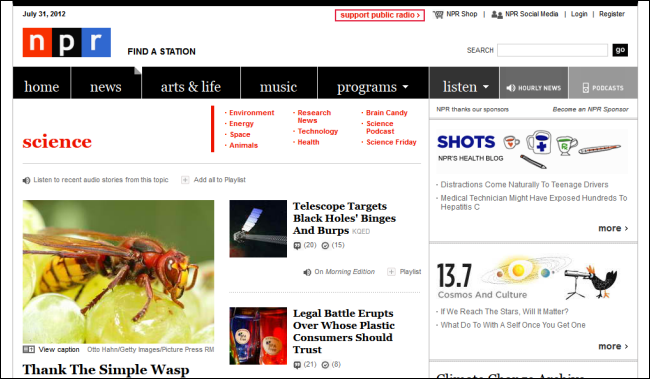 July 31, 2012
support public radio >
NPR Shop | NPR Social Media | Login | Register
n p r
FIND A STATION
SEARCH
go
home
news
arts & life
music
programs
listen
HOURLY NEWS
PODCASTS
science
· Environment
· Energy
· Space
· Animals
· Research News
· Technology
· Health
· Brain Candy
· Science Podcast
· Science Friday
Listen to recent audio stories from this topic
Add all to Playlist
View caption
Otto Hahn/Getty Images/Picture Press RM
Thank The Simple Wasp
Telescope Targets
Black Holes' Binges
And Burps KQED
(20) (15)
On Morning Edition
Playlist
Legal Battle Erupts
Over Whose Plastic
Consumers Should
Trust
(21) (8)
NPR thanks our sponsors
Become an NPR Sponsor
SHOTS
NPR'S HEALTH BLOG
Distractions Come Naturally To Teenage Drivers
Medical Technician Might Have Exposed Hundreds To
Hepatitis C
more >
13.7
Cosmos And Culture
If We Reach The Stars, Will It Matter?
What Do To With A Self Once You Get One
more >
Climate Change Archive